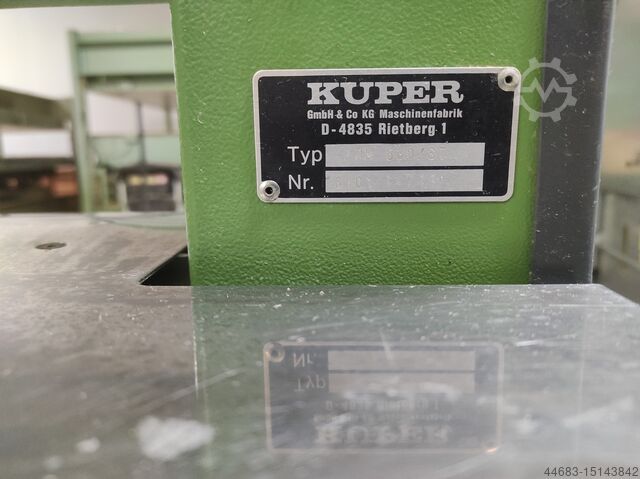 KUPER
GmbH & Co KG Maschinenfabrik
D-4835 Rietberg 1
Typ
Nr.
44683-15143842